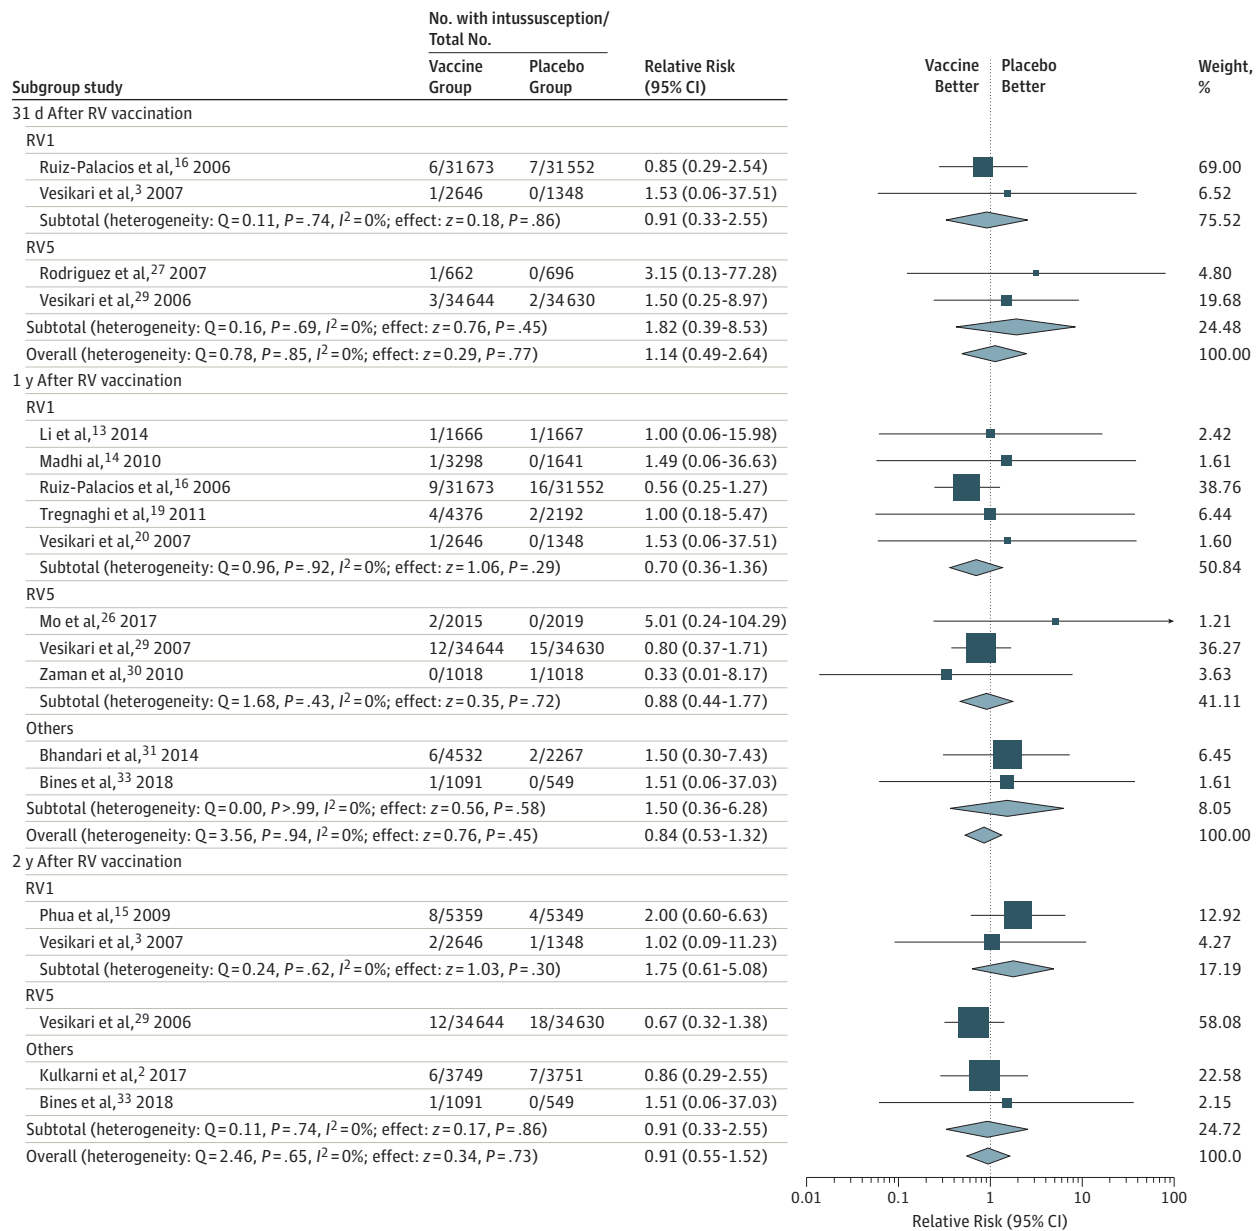 No. with intussusception/
Total No.
Subgroup study Vaccine Group Placebo Group Relative Risk (95% CI) Vaccine Better Placebo Better Weight, %
31 d After RV vaccination
RV1
Ruiz-Palacios et al,16 2006 6/31 673 7/31 552 0.85 (0.29-2.54) 69.00
Vesikari et al,3 2007 1/2646 0/1348 1.53 (0.06-37.51) 6.52
Subtotal (heterogeneity: Q = 0.11, P = .74, I2 = 0%; effect: z = 0.18, P = .86) 0.91 (0.33-2.55) 75.52
RV5
Rodriguez et al,27 2007 1/662 0/696 3.15 (0.13-77.28) 4.80
Vesikari et al,29 2006 3/34 644 2/34 630 1.50 (0.25-8.97) 19.68
Subtotal (heterogeneity: Q = 0.16, P = .69, I2 = 0%; effect: z = 0.76, P = .45) 1.82 (0.39-8.53) 24.48
Overall (heterogeneity: Q = 0.78, P = .85, I2 = 0%; effect: z = 0.29, P = .77) 1.14 (0.49-2.64) 100.00
1 y After RV vaccination
RV1
Li et al,13 2014 1/1666 1/1667 1.00 (0.06-15.98) 2.42
Madhi al,14 2010 1/3298 0/1641 1.49 (0.06-36.63) 1.61
Ruiz-Palacios et al,16 2006 9/31 673 16/31 552 0.56 (0.25-1.27) 38.76
Tregnaghi et al,19 2011 4/4376 2/2192 1.00 (0.18-5.47) 6.44
Vesikari et al,20 2007 1/2646 0/1348 1.53 (0.06-37.51) 1.60
Subtotal (heterogeneity: Q = 0.96, P = .92, I2 = 0%; effect: z = 1.06, P = .29) 0.70 (0.36-1.36) 50.84
RV5
Mo et al,26 2017 2/2015 0/2019 5.01 (0.24-104.29) 1.21
Vesikari et al,29 2007 12/34 644 15/34 630 0.80 (0.37-1.71) 36.27
Zaman et al,30 2010 0/1018 1/1018 0.33 (0.01-8.17) 3.63
Subtotal (heterogeneity: Q = 1.68, P = .43, I2 = 0%; effect: z = 0.35, P = .72) 0.88 (0.44-1.77) 41.11
Others
Bhandari et al,31 2014 6/4532 2/2267 1.50 (0.30-7.43) 6.45
Bines et al,33 2018 1/1091 0/549 1.51 (0.06-37.03) 1.61
Subtotal (heterogeneity: Q = 0.00, P > .99, I2 = 0%; effect: z = 0.56, P = .58) 1.50 (0.36-6.28) 8.05
Overall (heterogeneity: Q = 3.56, P = .94, I2 = 0%; effect: z = 0.76, P = .45) 0.84 (0.53-1.32) 100.00
2 y After RV vaccination
RV1
Phua et al,15 2009 8/5359 4/5349 2.00 (0.60-6.63) 12.92
Vesikari et al,3 2007 2/2646 1/1348 1.02 (0.09-11.23) 4.27
Subtotal (heterogeneity: Q = 0.24, P = .62, I2 = 0%; effect: z = 1.03, P = .30) 1.75 (0.61-5.08) 17.19
RV5
Vesikari et al,29 2006 12/34 644 18/34 630 0.67 (0.32-1.38) 58.08
Others
Kulkarni et al,2 2017 6/3749 7/3751 0.86 (0.29-2.55) 22.58
Bines et al,33 2018 1/1091 0/549 1.51 (0.06-37.03) 2.15
Subtotal (heterogeneity: Q = 0.11, P = .74, I2 = 0%; effect: z = 0.17, P = .86) 0.91 (0.33-2.55) 24.72
Overall (heterogeneity: Q = 2.46, P = .65, I2 = 0%; effect: z = 0.34, P = .73) 0.91 (0.55-1.52) 100.0
0.01 0.1 1 10 100
Relative Risk (95% CI)